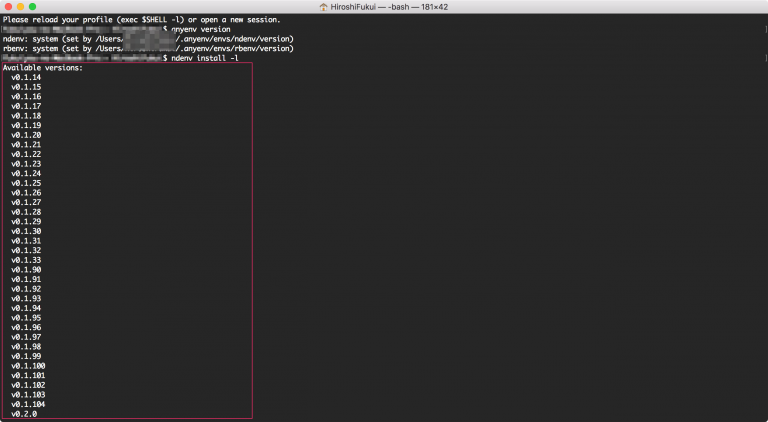 HiroshiFukui — -bash — 181×42
Please reload your profile (exec $SHELL -l) or open a new session.
$ anyenv version
ndenv: system (set by /Users/ /.anyenv/envs/ndenv/version)
rbenv: system (set by /Users/ /.anyenv/envs/rbenv/version)
$ ndenv install -l
Available versions:
v0.1.14
v0.1.15
v0.1.16
v0.1.17
v0.1.18
v0.1.19
v0.1.20
v0.1.21
v0.1.22
v0.1.23
v0.1.24
v0.1.25
v0.1.26
v0.1.27
v0.1.28
v0.1.29
v0.1.30
v0.1.31
v0.1.32
v0.1.33
v0.1.90
v0.1.91
v0.1.92
v0.1.93
v0.1.94
v0.1.95
v0.1.96
v0.1.97
v0.1.98
v0.1.99
v0.1.100
v0.1.101
v0.1.102
v0.1.103
v0.1.104
v0.2.0